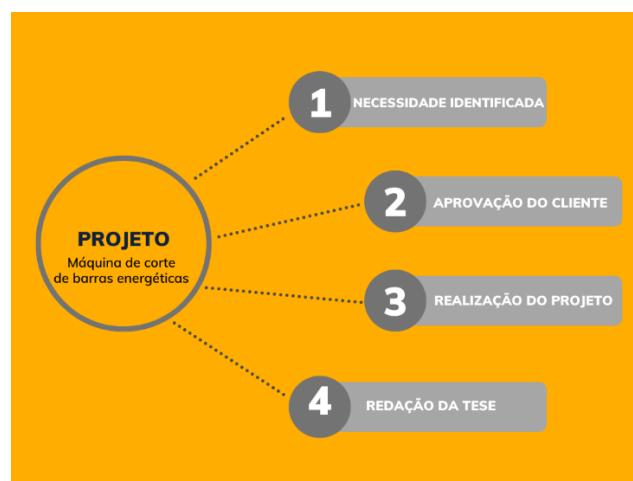 PROJETO
Máquina de corte
de barras energéticas
1
NECESSIDADE IDENTIFICADA
2
APROVAÇÃO DO CLIENTE
3
REALIZAÇÃO DO PROJETO
4
REDAÇÃO DA TESE